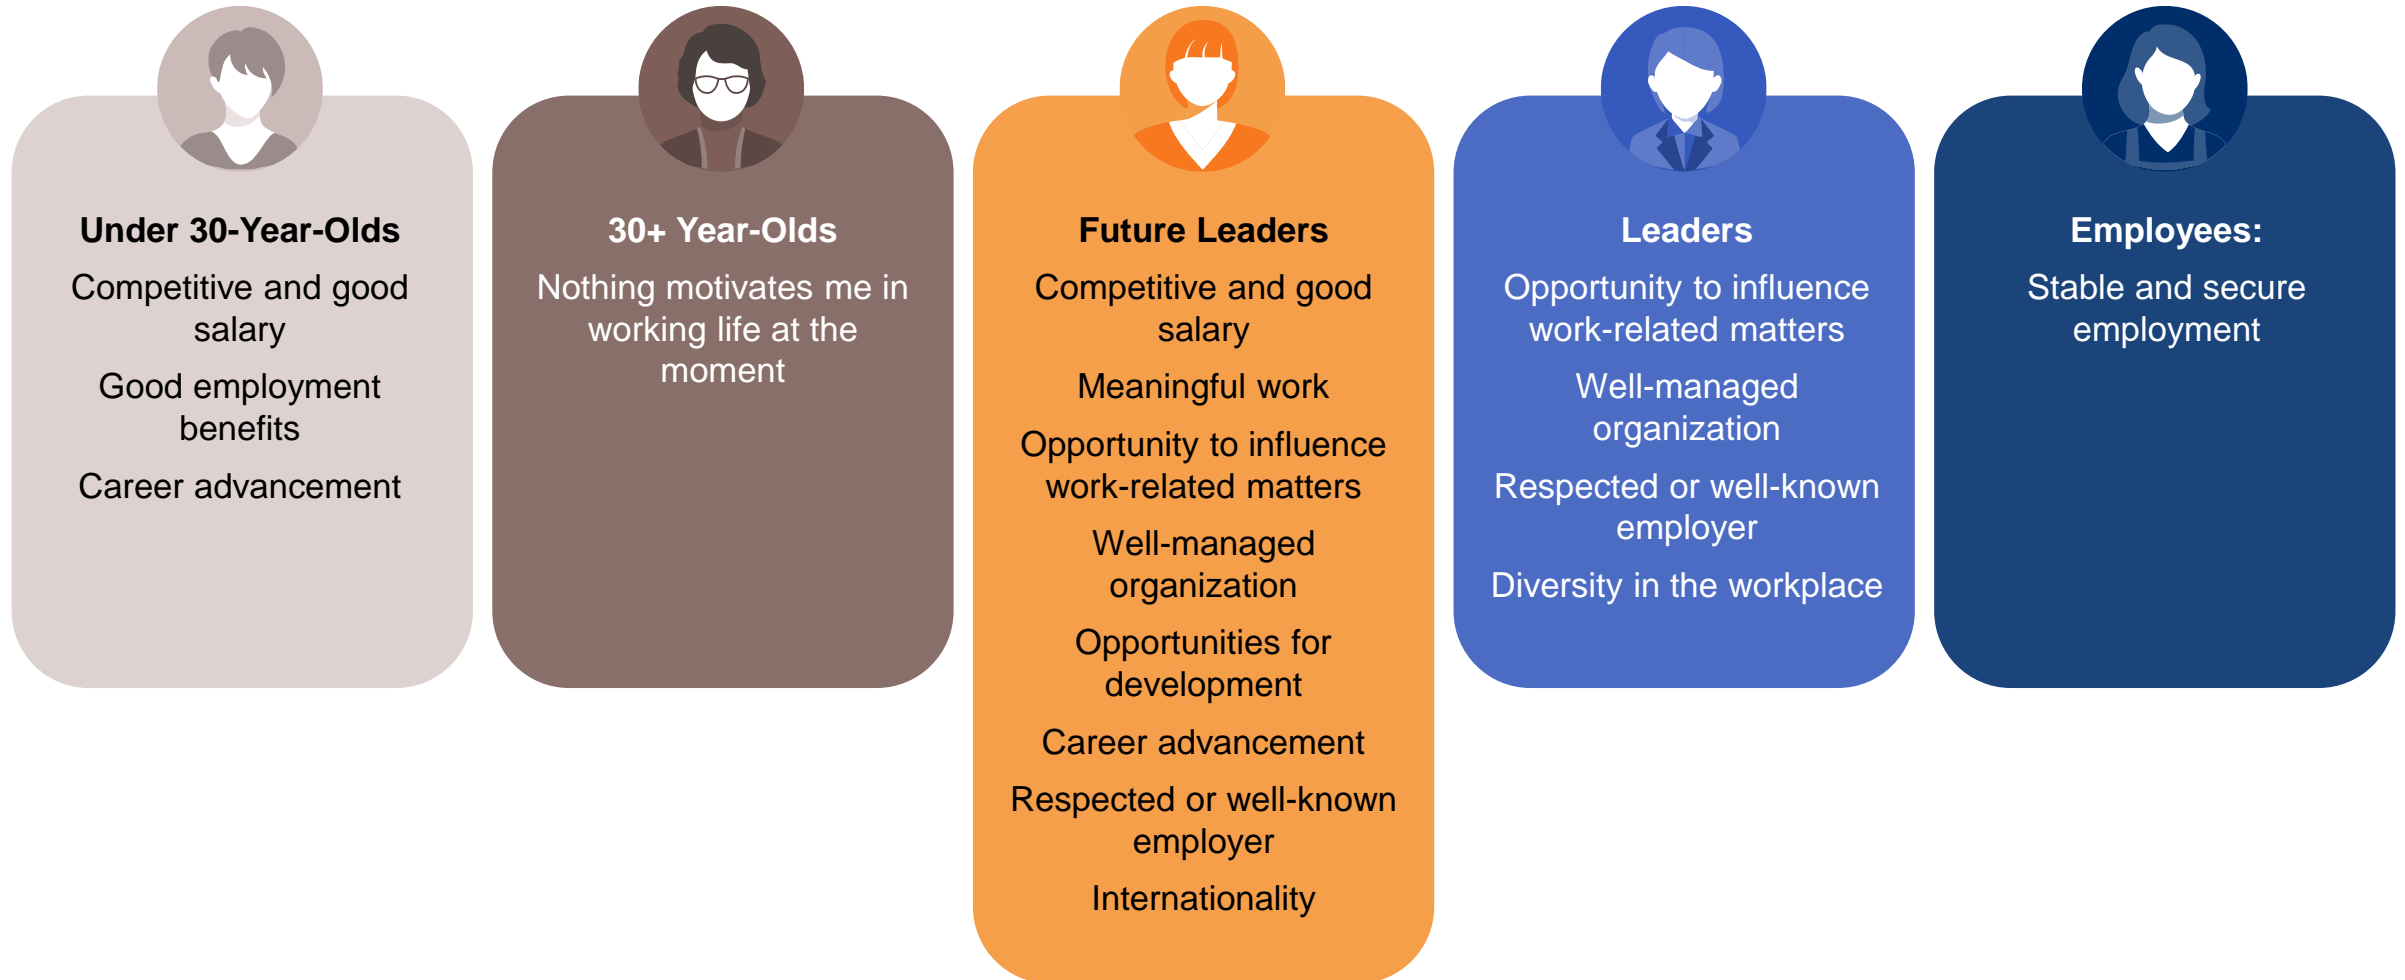 Under 30-Year-Olds
Competitive and good
salary
Good employment
benefits
Career advancement
30+ Year-Olds
Nothing motivates me in
working life at the
moment
Future Leaders
Competitive and good
salary
Meaningful work
Opportunity to influence
work-related matters
Well-managed
organization
Opportunities for
development
Career advancement
Respected or well-known
employer
Internationality
Leaders
Opportunity to influence
work-related matters
Well-managed
organization
Respected or well-known
employer
Diversity in the workplace
Employees:
Stable and secure
employment